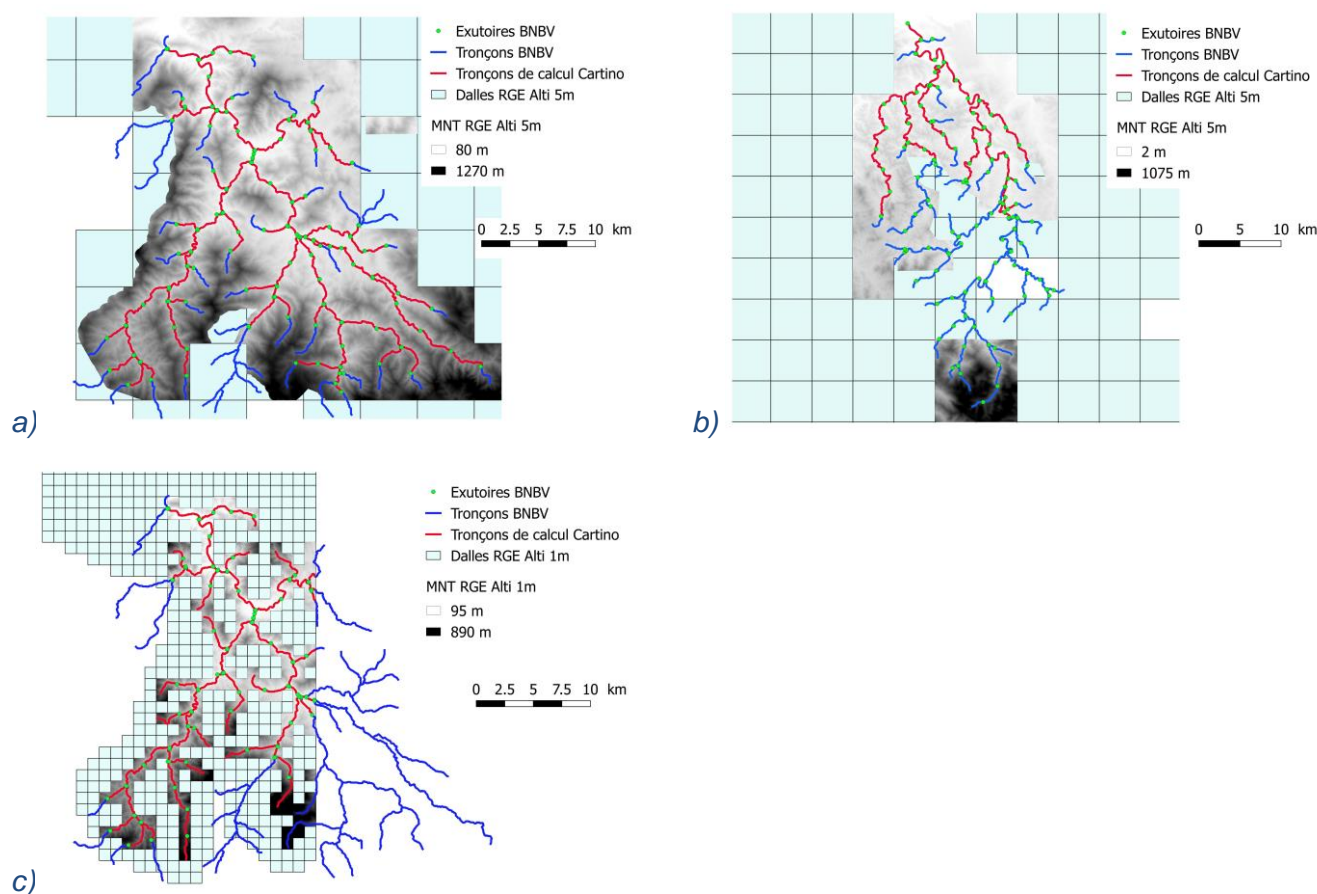 Exutoires BNBV
Tronçons BNBV
Tronçons de calcul Cartino
Dalles RGE Alti 5m
MNT RGE Alti 5m
80 m
1270 m
0 2.5 5 7.5 10 km
a)
Exutoires BNBV
Tronçons BNBV
Tronçons de calcul Cartino
Dalles RGE Alti 5m
MNT RGE Alti 5m
2 m
1075 m
0 5 10 km
b)
Exutoires BNBV
Tronçons BNBV
Tronçons de calcul Cartino
Dalles RGE Alti 1m
MNT RGE Alti 1m
95 m
890 m
0 2.5 5 7.5 10 km
c)